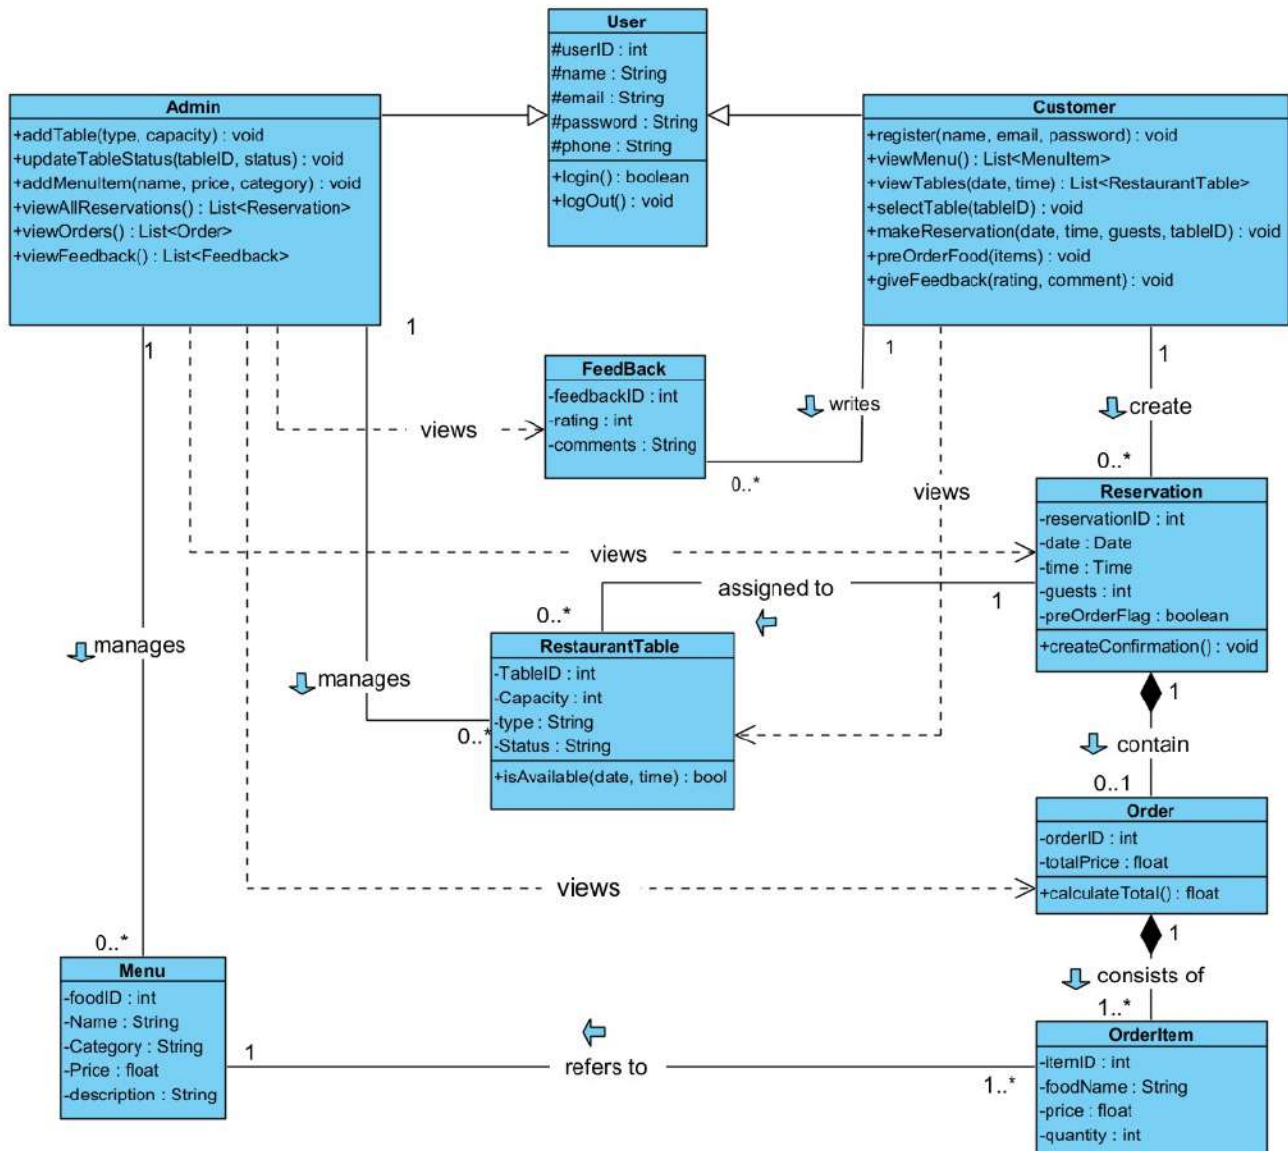 User
#userID : int
#name : String
#email : String
#password : String
#phone : String
+login() : boolean
+logOut() : void
Admin
+addTable(type, capacity) : void
+updateTableStatus(tableID, status) : void
+addMenuItem(name, price, category) : void
+viewAllReservations() : List<Reservation>
+viewOrders() : List<Order>
+viewFeedback() : List<Feedback>
Customer
+register(name, email, password) : void
+viewMenu() : List<MenuItem>
+viewTables(date, time) : List<RestaurantTable>
+selectTable(tableID) : void
+makeReservation(date, time, guests, tableID) : void
+preOrderFood(items) : void
+giveFeedback(rating, comment) : void
1
1
1
1
FeedBack
-feedbackID : int
-rating : int
-comments : String
views
writes
0..*
create
0..*
views
Reservation
-reservationID : int
-date : Date
-time : Time
-guests : int
-preOrderFlag : boolean
+createConfirmation() : void
views
assigned to
0..*
1
manages
manages
0..*
RestaurantTable
-TableID : int
-Capacity : int
-type : String
-Status : String
+isAvailable(date, time) : bool
1
contain
0..1
Order
-orderID : int
-totalPrice : float
+calculateTotal() : float
views
1
consists of
1..*
0..*
Menu
-foodID : int
-Name : String
-Category : String
-Price : float
-description : String
1
refers to
1..*
OrderItem
-itemID : int
-foodName : String
-price : float
-quantity : int